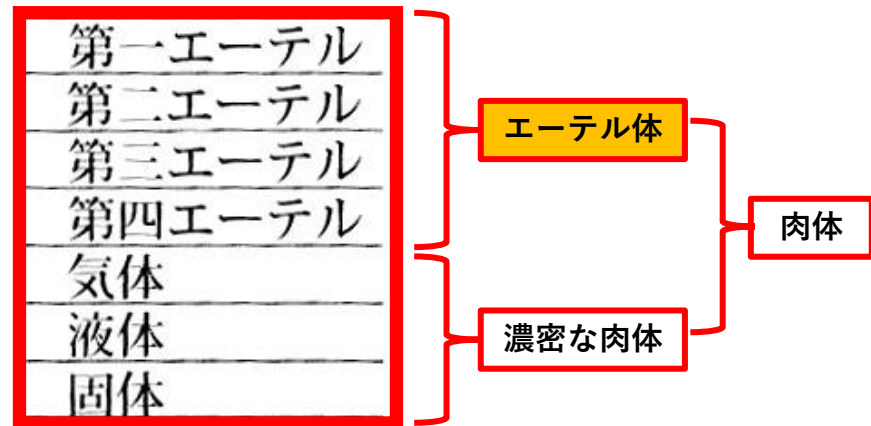 第一エーテル
第二エーテル
第三エーテル
第四エーテル
気体
液体
固体
エーテル体
濃密な肉体
肉体